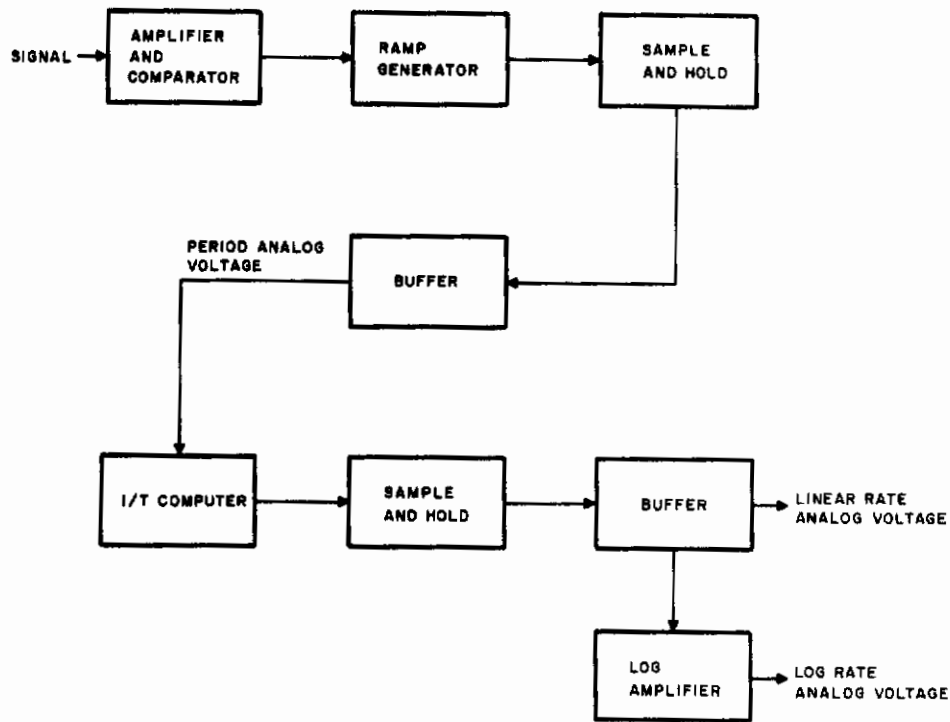 SIGNAL
AMPLIFIER
AND
COMPARATOR
RAMP
GENERATOR
SAMPLE
AND HOLD
PERIOD ANALOG
VOLTAGE
BUFFER
I/T COMPUTER
SAMPLE
AND HOLD
BUFFER
LINEAR RATE
ANALOG VOLTAGE
LOG
AMPLIFIER
LOG RATE
ANALOG VOLTAGE